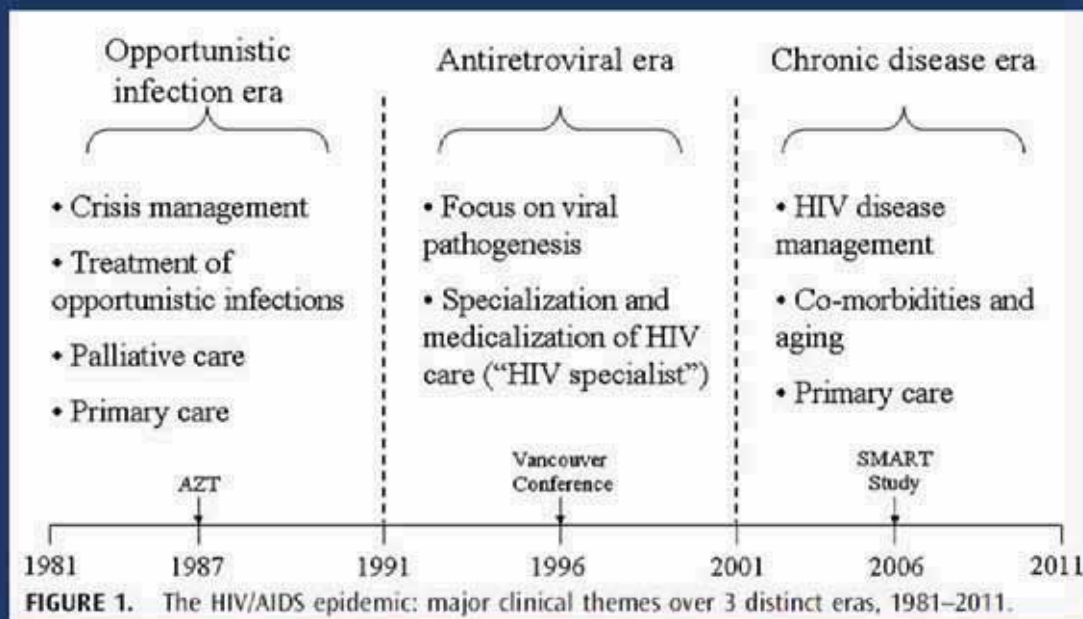 Opportunistic
infection era
• Crisis management
• Treatment of
opportunistic infections
• Palliative care
• Primary care
Antiretroviral era
• Focus on viral
pathogenesis
• Specialization and
medicalization of HIV
care (“HIV specialist”)
Chronic disease era
• HIV disease
management
• Co-morbidities and
aging
• Primary care
AZT
Vancouver
Conference
SMART
Study
1981 1987 1991 1996 2001 2006 2011
FIGURE 1. The HIV/AIDS epidemic: major clinical themes over 3 distinct eras, 1981–2011.